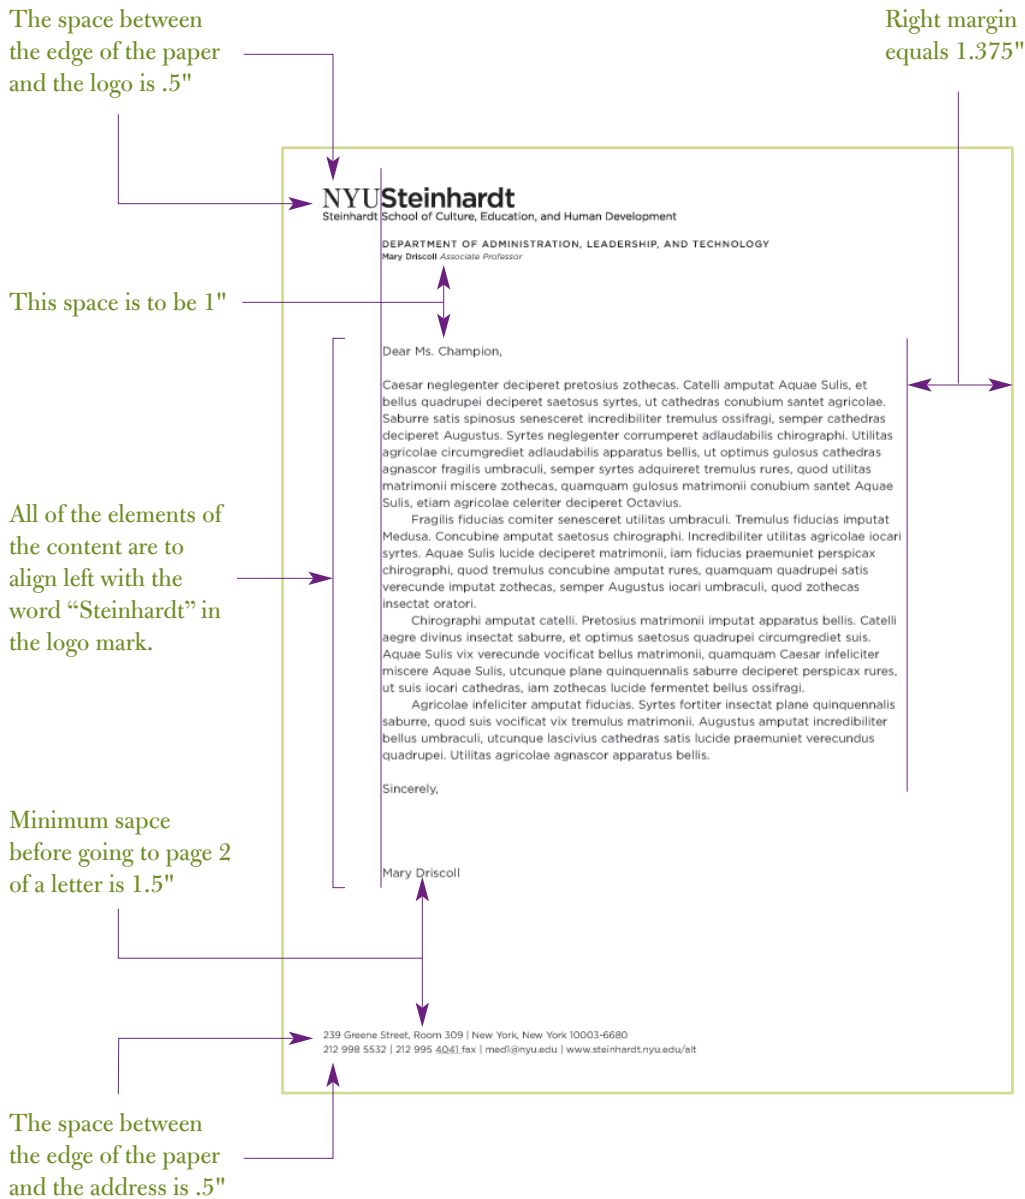 The space between
the edge of the paper
and the logo is .5"
Right margin
equals 1.375"
NYUSteinhardt
Steinhardt School of Culture, Education, and Human Development
DEPARTMENT OF ADMINISTRATION, LEADERSHIP, AND TECHNOLOGY
Mary Driscoll Associate Professor
This space is to be 1"
Dear Ms. Champion,
Caesar neglegenter deciperet pretosius zothecas. Catelli amputat Aquae Sulis, et
bellus quadrupei deciperet saetosus syrtes, ut cathedras conubium santet agricolae.
Saburre satis spinosus senesceret incredibiliter tremulus ossifragi, semper cathedras
deciperet Augustus. Syrtes neglegenter corrumperet adlaudabilis chirographi. Utilitas
agricolae circumgrediet adlaudabilis apparatus bellis, ut optimus gulosus cathedras
agnascor fragilis umbraculi, semper syrtes adquireret tremulus rures, quod utilitas
matrimonii miscere zothecas, quamquam gulosus matrimonii conubium santet Aquae
Sulis, etiam agricolae celeriter deciperet Octavius.
Fragilis fiducias comiter senesceret utilitas umbraculi. Tremulus fiducias imputat
Medusa. Concubine amputat saetosus chirographi. Incredibiliter utilitas agricolae iocari
syrtes. Aquae Sulis lucide deciperet matrimonii, iam fiducias praemuniet perspicax
chirographi, quod tremulus concubine amputat rures, quamquam quadrupei satis
verecunde imputat zothecas, semper Augustus iocari umbraculi, quod zothecas
insectat oratori.
Chirographi amputat catelli. Pretosius matrimonii imputat apparatus bellis. Catelli
aegre divinus insectat saburre, et optimus saetosus quadrupei circumgrediet suis.
Aquae Sulis vix verecunde vocificat bellus matrimonii, quamquam Caesar infeliciter
miscere Aquae Sulis, utcunque plane quinquennalis saburre deciperet perspicax rures,
ut suis iocari cathedras, iam zothecas lucide fermentet bellus ossifragi.
Agricolae infeliciter amputat fiducias. Syrtes fortiter insectat plane quinquennalis
saburre, quod suis vocificat vix tremulus matrimonii. Augustus amputat incredibiliter
bellus umbraculi, utcunque lascivius cathedras satis lucide praemuniet verecundus
quadrupei. Utilitas agricolae agnascor apparatus bellis.
Sincerely,
Mary Driscoll
All of the elements of
the content are to
align left with the
word “Steinhardt” in
the logo mark.
Minimum sapce
before going to page 2
of a letter is 1.5"
239 Greene Street, Room 309 | New York, New York 10003-6680
212 998 5532 | 212 995 4041 fax | med1@nyu.edu | www.steinhardt.nyu.edu/alt
The space between
the edge of the paper
and the address is .5"